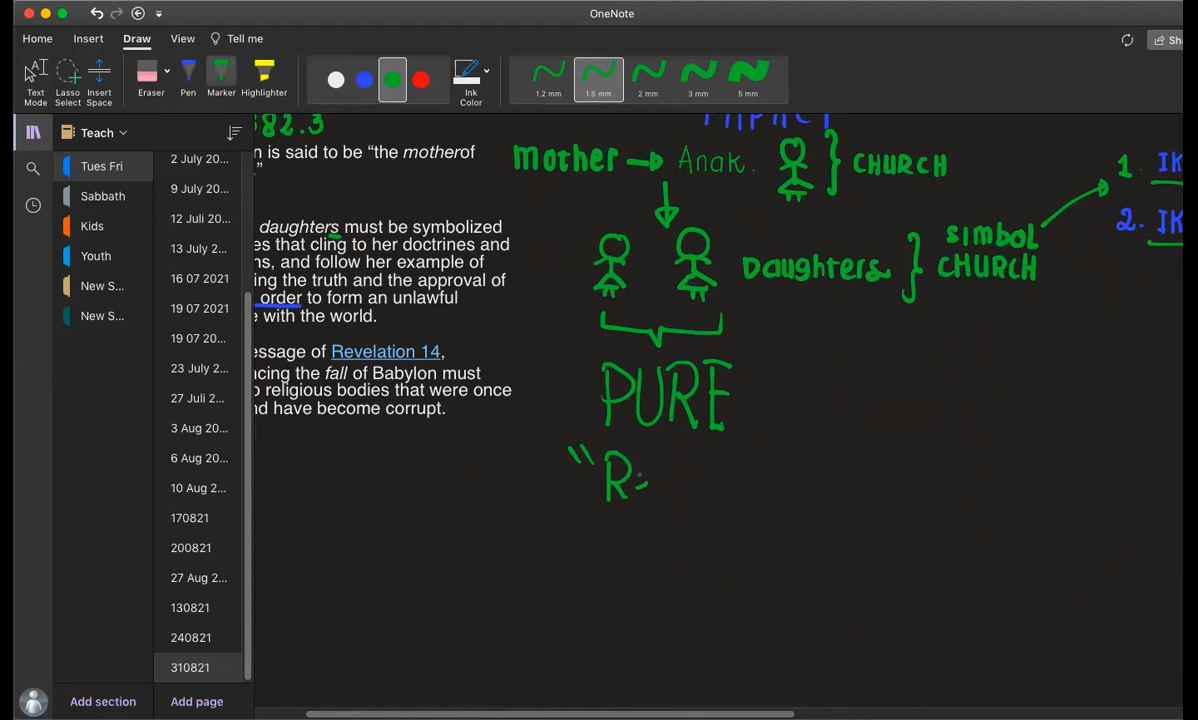 OneNote
Home Insert Draw View Tell me
Sha
Text Mode
Lasso Select
Insert Space
Eraser
Pen
Marker
Highlighter
Ink Color
1.2 mm
1.5 mm
2 mm
3 mm
5 mm
Teach
Tues Fri
Sabbath
Kids
Youth
New S...
New S...
2 July 20...
9 July 20...
12 Juli 20...
13 July 2...
16 07 2021
19 07 2021
19 07 20...
23 July 2...
27 Juli 2...
3 Aug 20...
6 Aug 20...
10 Aug 2...
170821
200821
27 Aug 2...
130821
240821
310821
Add section
Add page
382.3
n is said to be “the motherof
.”
daughters must be symbolized
es that cling to her doctrines and
ns, and follow her example of
ing the truth and the approval of
order to form an unlawful
e with the world.
essage of Revelation 14,
ncing the fall of Babylon must
o religious bodies that were once
nd have become corrupt.
mother → Anak. } CHURCH
Daughters } SIMBOL CHURCH
PURE
"R
1. IK
2. IK